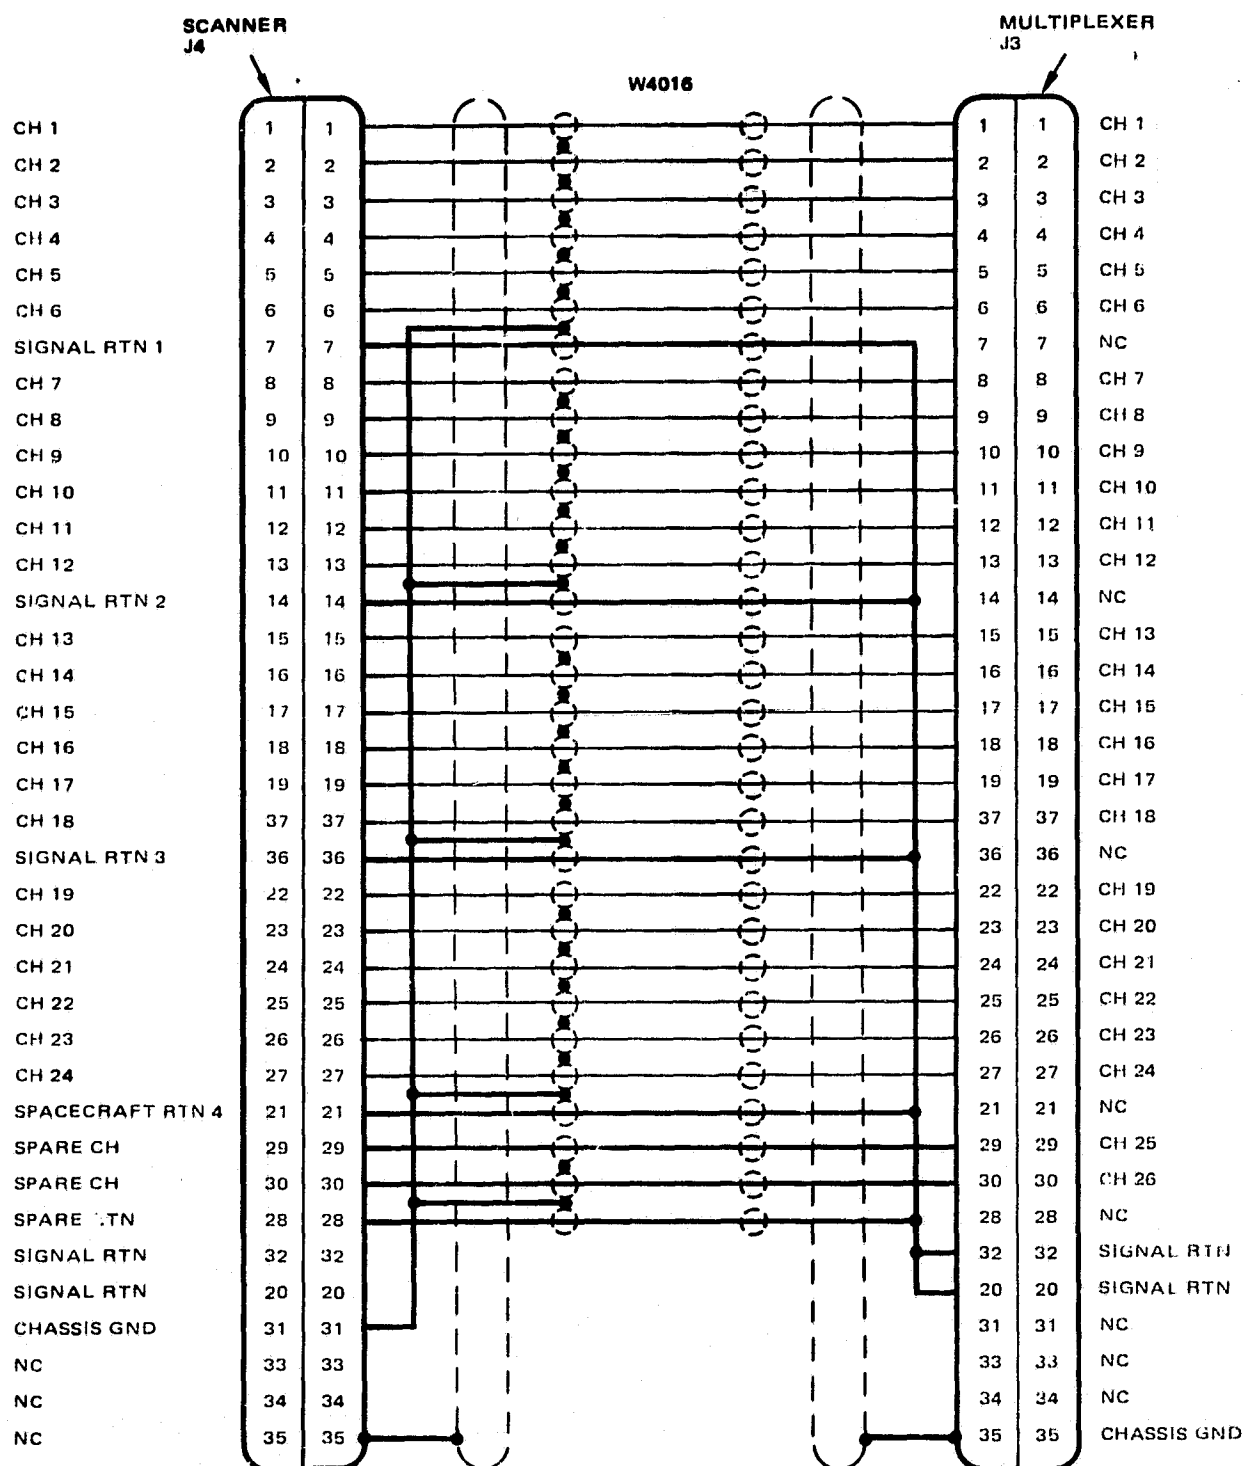 SCANNER
J4
MULTIPLEXER
J3
W4016
CH 1 1 1 1 1 CH 1
CH 2 2 2 2 2 CH 2
CH 3 3 3 3 3 CH 3
CH 4 4 4 4 4 CH 4
CH 5 5 5 5 5 CH 5
CH 6 6 6 6 6 CH 6
SIGNAL RTN 1 7 7 7 7 NC
CH 7 8 8 8 8 CH 7
CH 8 9 9 9 9 CH 8
CH 9 10 10 10 10 CH 9
CH 10 11 11 11 11 CH 10
CH 11 12 12 12 12 CH 11
CH 12 13 13 13 13 CH 12
SIGNAL RTN 2 14 14 14 14 NC
CH 13 15 15 15 15 CH 13
CH 14 16 16 16 16 CH 14
CH 15 17 17 17 17 CH 15
CH 16 18 18 18 18 CH 16
CH 17 19 19 19 19 CH 17
CH 18 37 37 37 37 CH 18
SIGNAL RTN 3 36 36 36 36 NC
CH 19 22 22 22 22 CH 19
CH 20 23 23 23 23 CH 20
CH 21 24 24 24 24 CH 21
CH 22 25 25 25 25 CH 22
CH 23 26 26 26 26 CH 23
CH 24 27 27 27 27 CH 24
SPACECRAFT RTN 4 21 21 21 21 NC
SPARE CH 29 29 29 29 CH 25
SPARE CH 30 30 30 30 CH 26
SPARE RTN 28 28 28 28 NC
SIGNAL RTN 32 32 32 32 SIGNAL RTN
SIGNAL RTN 20 20 20 20 SIGNAL RTN
CHASSIS GND 31 31 31 31 NC
NC 33 33 33 33 NC
NC 34 34 34 34 NC
NC 35 35 35 35 CHASSIS GND